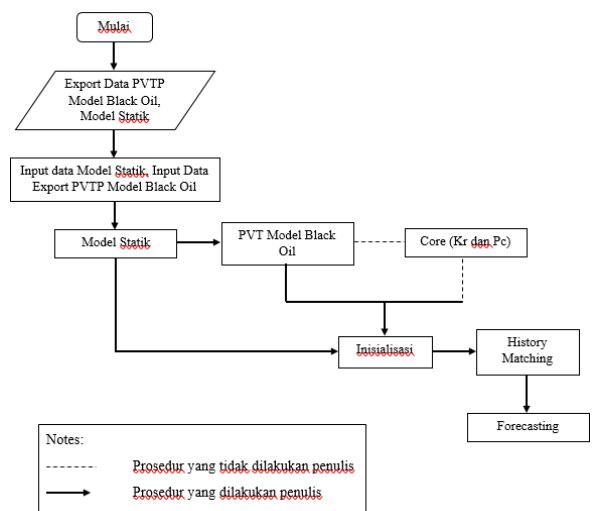 Mulai
Export Data PVTP
Model Black Oil,
Model Statik
Input data Model Statik, Input Data
Export PVTP Model Black Oil
Model Statik
PVT Model Black
Oil
Core (Kr dan Pc)
Inisialisasi
History
Matching
Forecasting
Notes:
Prosedur yang tidak dilakukan penulis
Prosedur yang dilakukan penulis